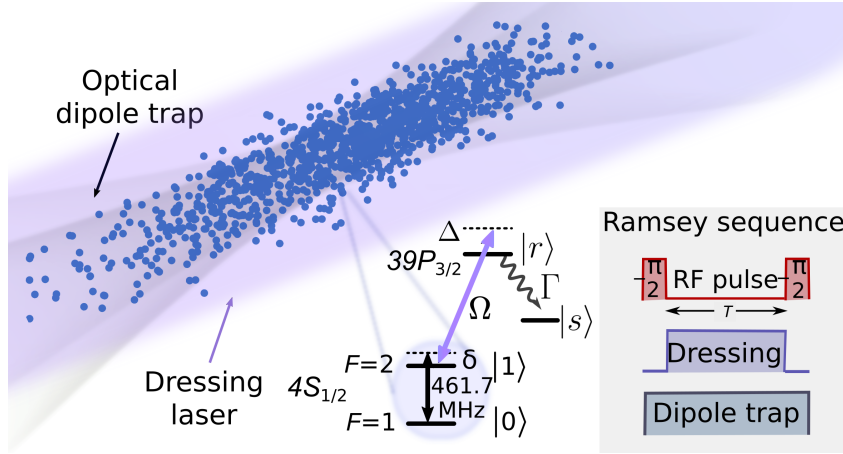 Optical
dipole trap
Dressing
laser
Δ
|r⟩
39P3/2
Γ
Ω
|s⟩
F=2
δ
|1⟩
4S1/2
461.7
MHz
F=1
|0⟩
Ramsey sequence
π/2
RF pulse
π/2
τ
Dressing
Dipole trap